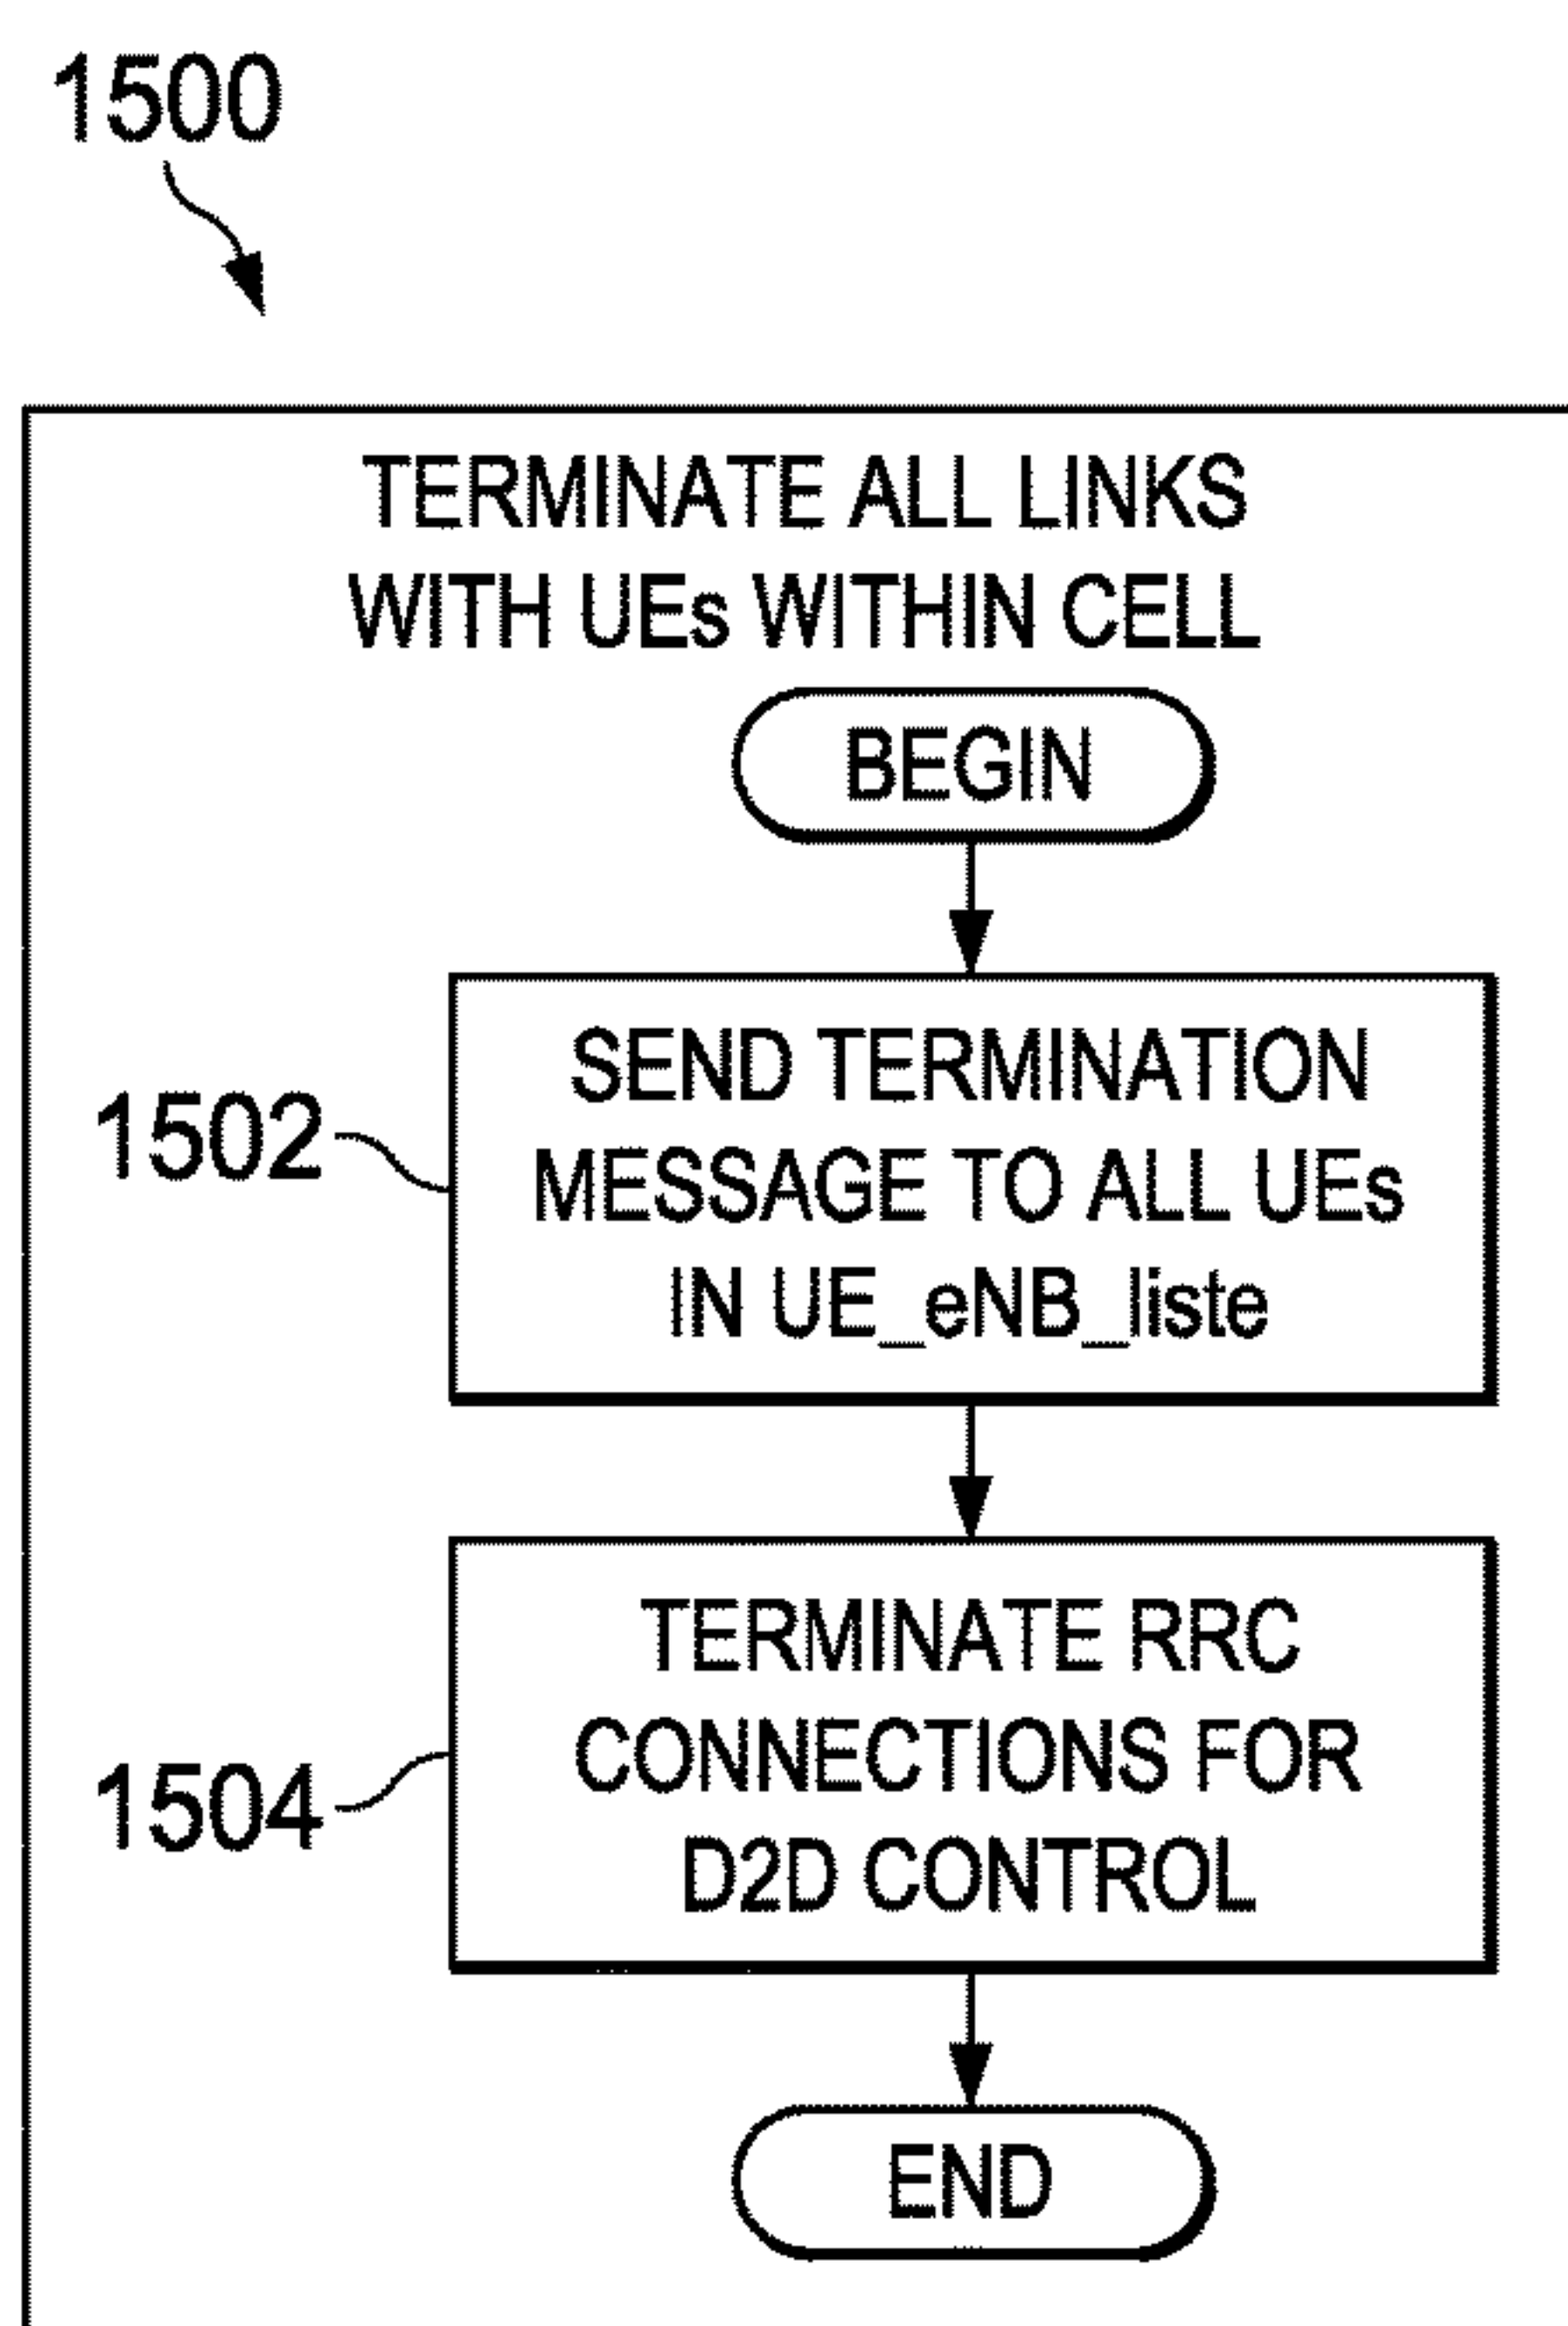 1500
TERMINATE ALL LINKS
WITH UEs WITHIN CELL
BEGIN
SEND TERMINATION
MESSAGE TO ALL UEs
IN UE_eNB_liste
1502
TERMINATE RRC
CONNECTIONS FOR
D2D CONTROL
1504
END